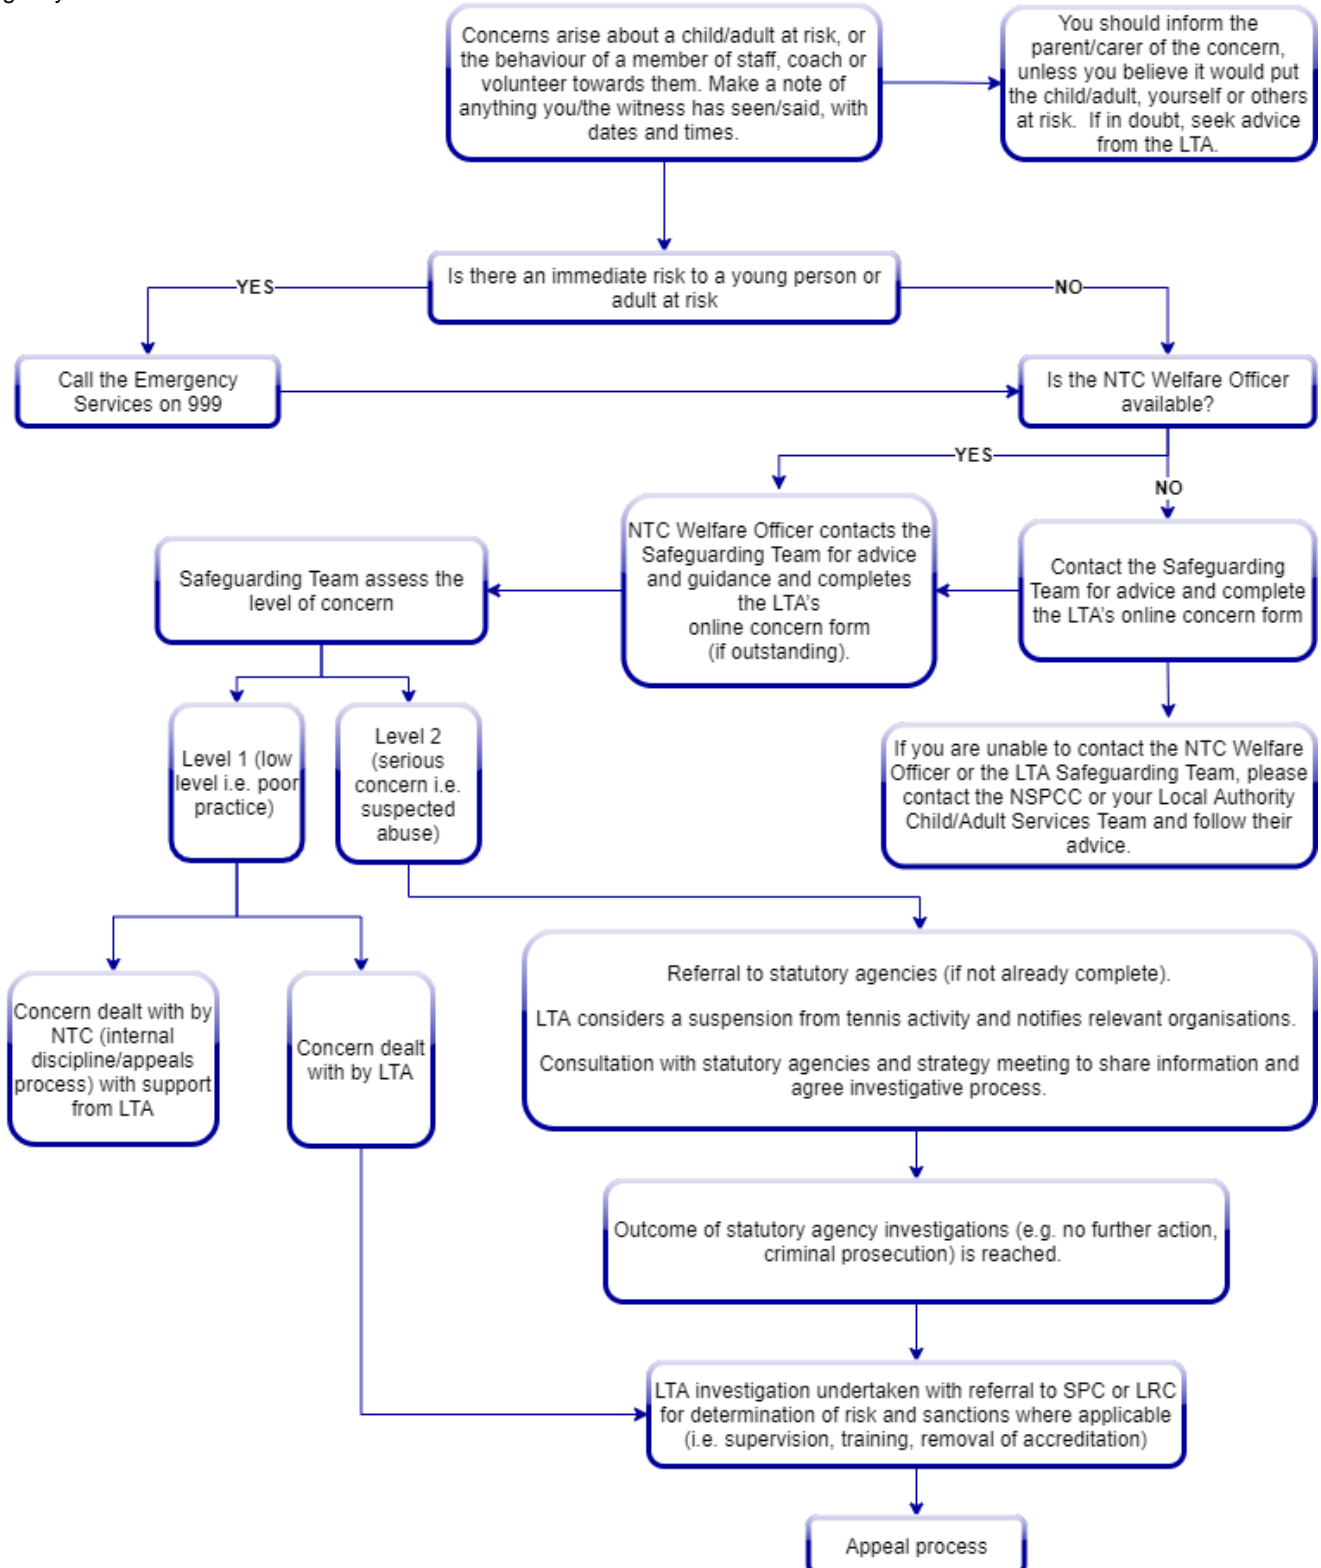 Concerns arise about a child/adult at risk, or
the behaviour of a member of staff, coach or
volunteer towards them. Make a note of
anything you/the witness has seen/said, with
dates and times.
You should inform the
parent/carer of the concern,
unless you believe it would put
the child/adult, yourself or others
at risk.  If in doubt, seek advice
from the LTA.
Is there an immediate risk to a young person or
adult at risk
YES
NO
Call the Emergency
Services on 999
Is the NTC Welfare Officer
available?
YES
NO
NTC Welfare Officer contacts the
Safeguarding Team for advice
and guidance and completes
the LTA's
online concern form
(if outstanding).
Contact the Safeguarding
Team for advice and complete
the LTA's online concern form
Safeguarding Team assess the
level of concern
Level 1 (low
level i.e. poor
practice)
Level 2
(serious
concern i.e.
suspected
abuse)
If you are unable to contact the NTC Welfare
Officer or the LTA Safeguarding Team, please
contact the NSPCC or your Local Authority
Child/Adult Services Team and follow their
advice.
Concern dealt with by
NTC (internal
discipline/appeals
process) with support
from LTA
Concern dealt
with by LTA
Referral to statutory agencies (if not already complete).
LTA considers a suspension from tennis activity and notifies relevant organisations.
Consultation with statutory agencies and strategy meeting to share information and
agree investigative process.
Outcome of statutory agency investigations (e.g. no further action,
criminal prosecution) is reached.
LTA investigation undertaken with referral to SPC or LRC
for determination of risk and sanctions where applicable
(i.e. supervision, training, removal of accreditation)
Appeal process